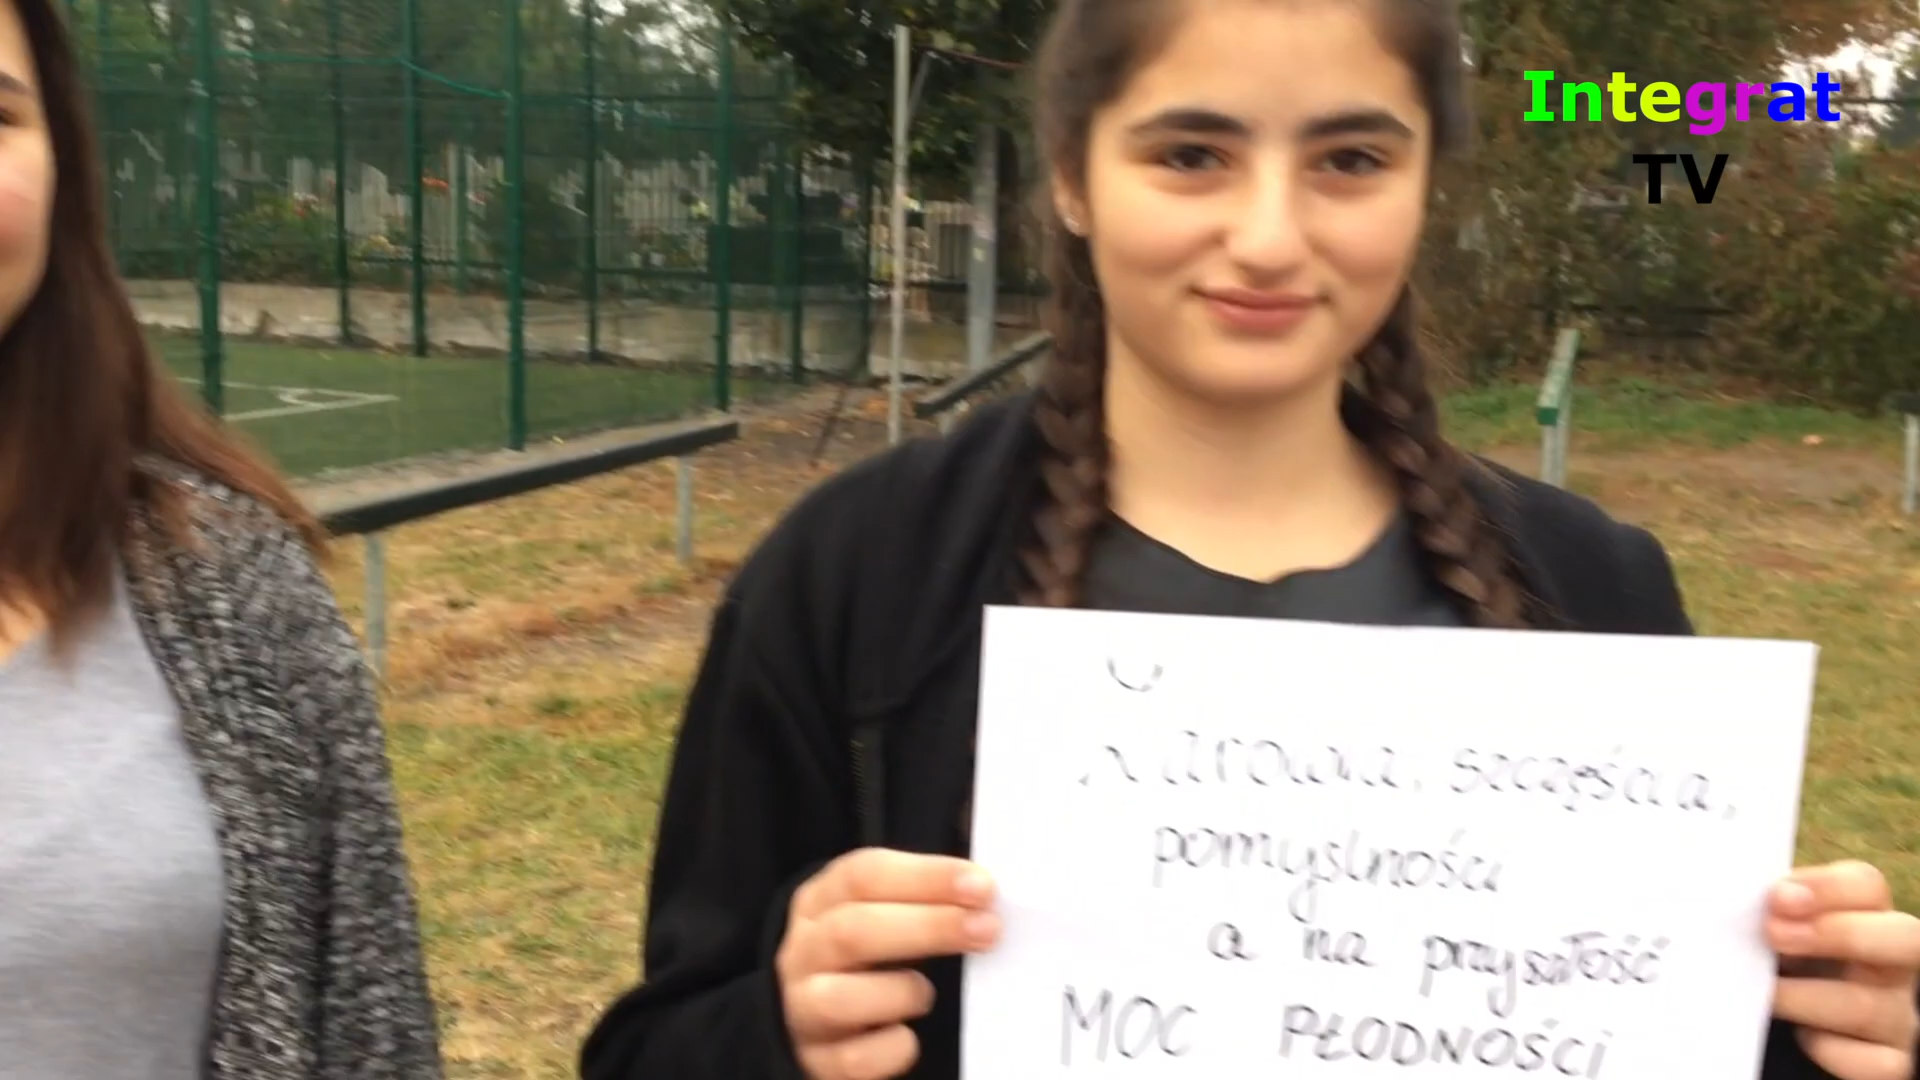 Integrat
TV
zdrowia, szczęścia,
pomyślności
a na przyszłość
MOC PŁODNOŚCI